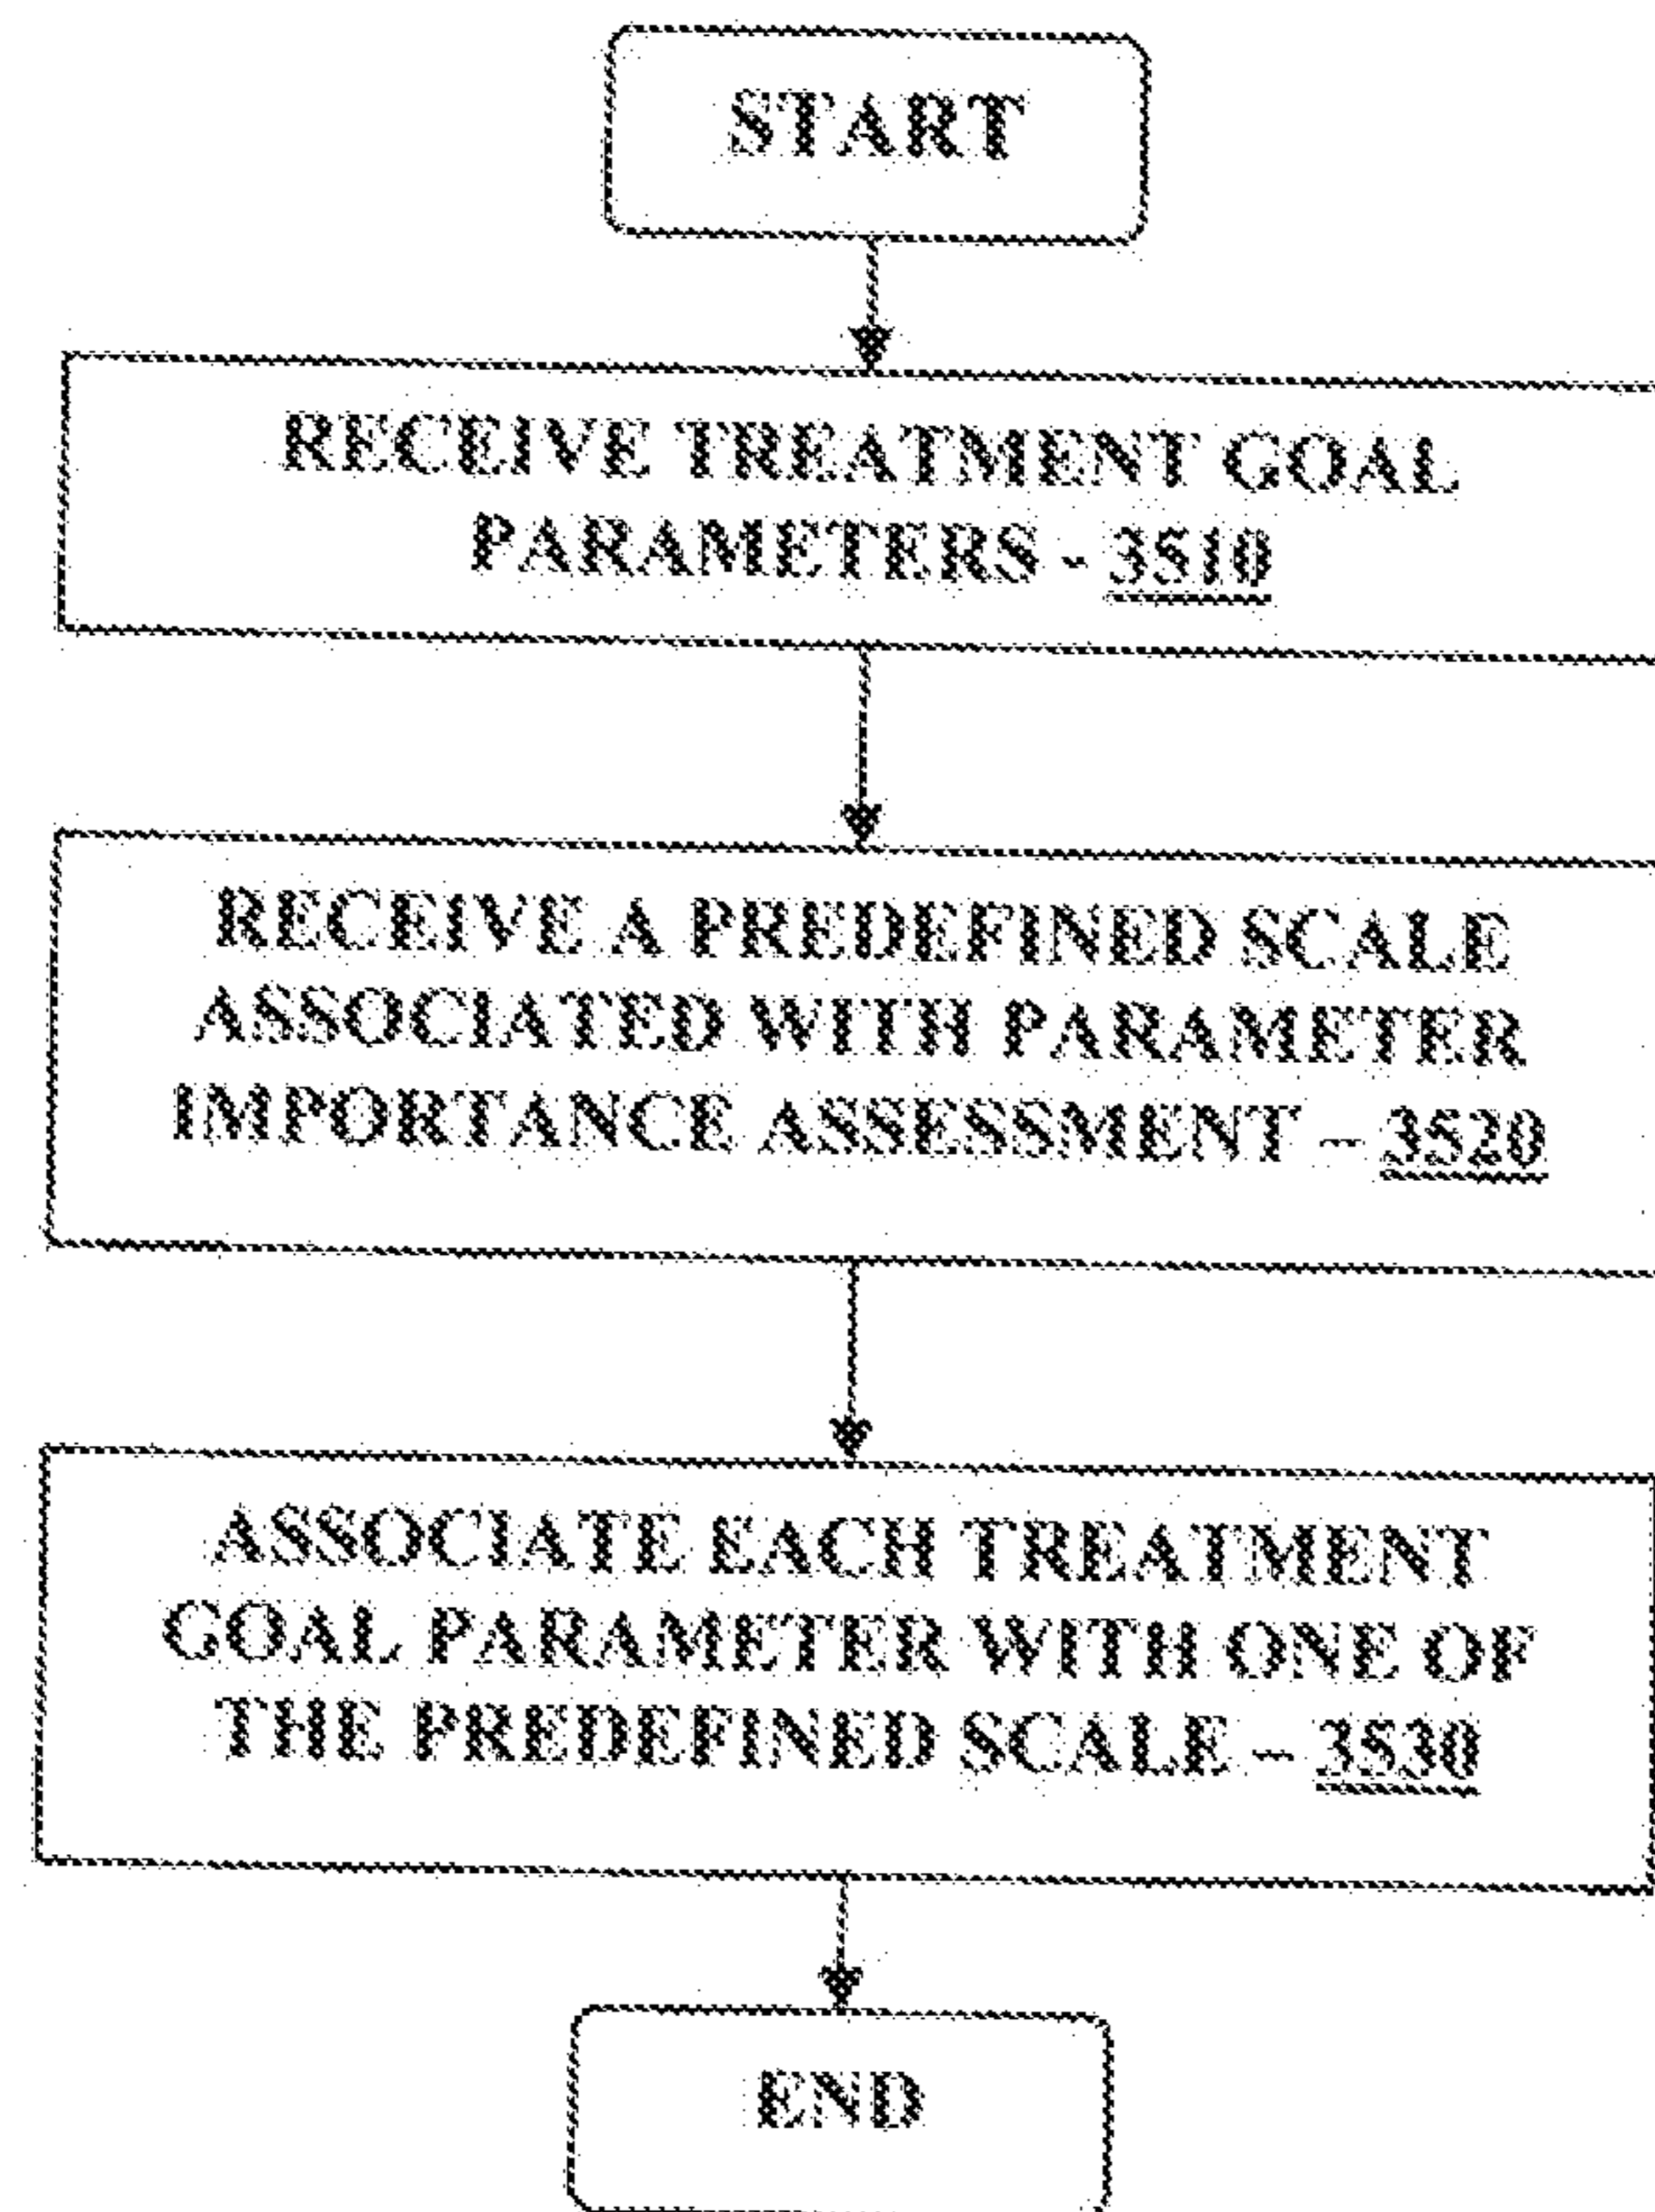 START
RECEIVE TREATMENT GOAL
PARAMETERS - 3510
RECEIVE A PREDEFINED SCALE
ASSOCIATED WITH PARAMETER
IMPORTANCE ASSESSMENT – 3520
ASSOCIATE EACH TREATMENT
GOAL PARAMETER WITH ONE OF
THE PREDEFINED SCALE – 3530
END